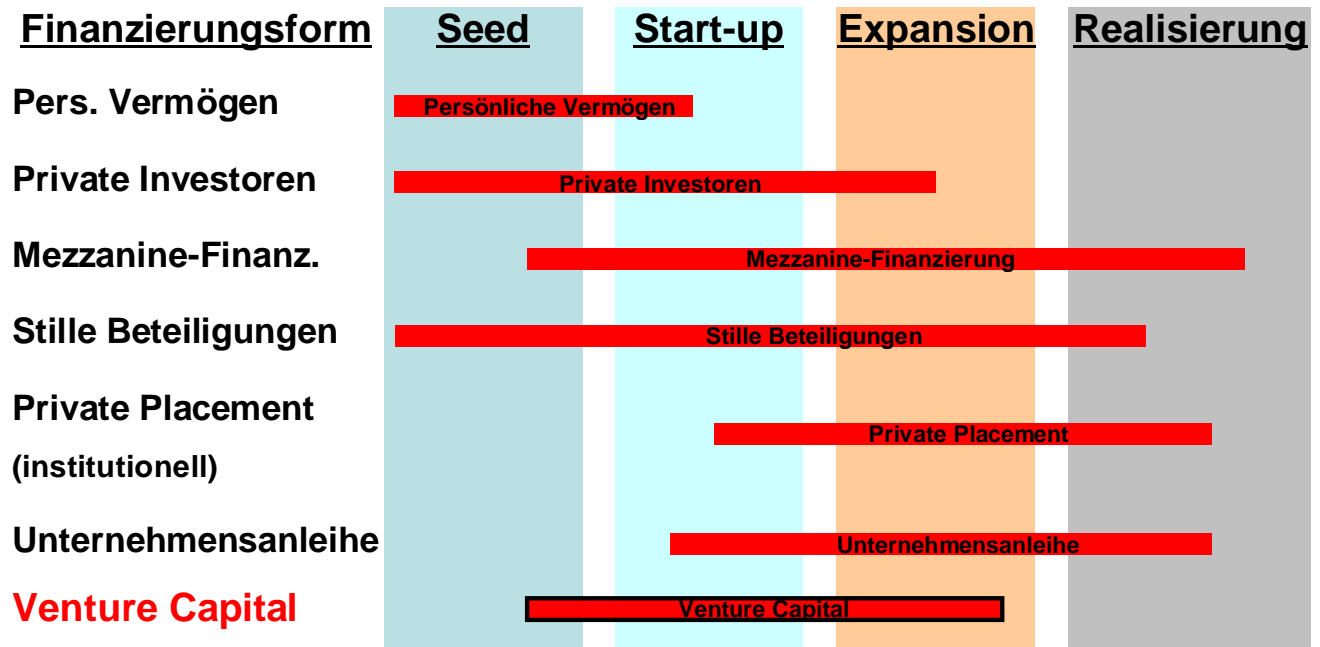 Finanzierungsform Seed Start-up Expansion Realisierung
Pers. Vermögen Persönliche Vermögen
Private Investoren Private Investoren
Mezzanine-Finanz. Mezzanine-Finanzierung
Stille Beteiligungen Stille Beteiligungen
Private Placement
Private Placement
(institutionell)
Unternehmensanleihe Unternehmensanleihe
Venture Capital Venture Capital